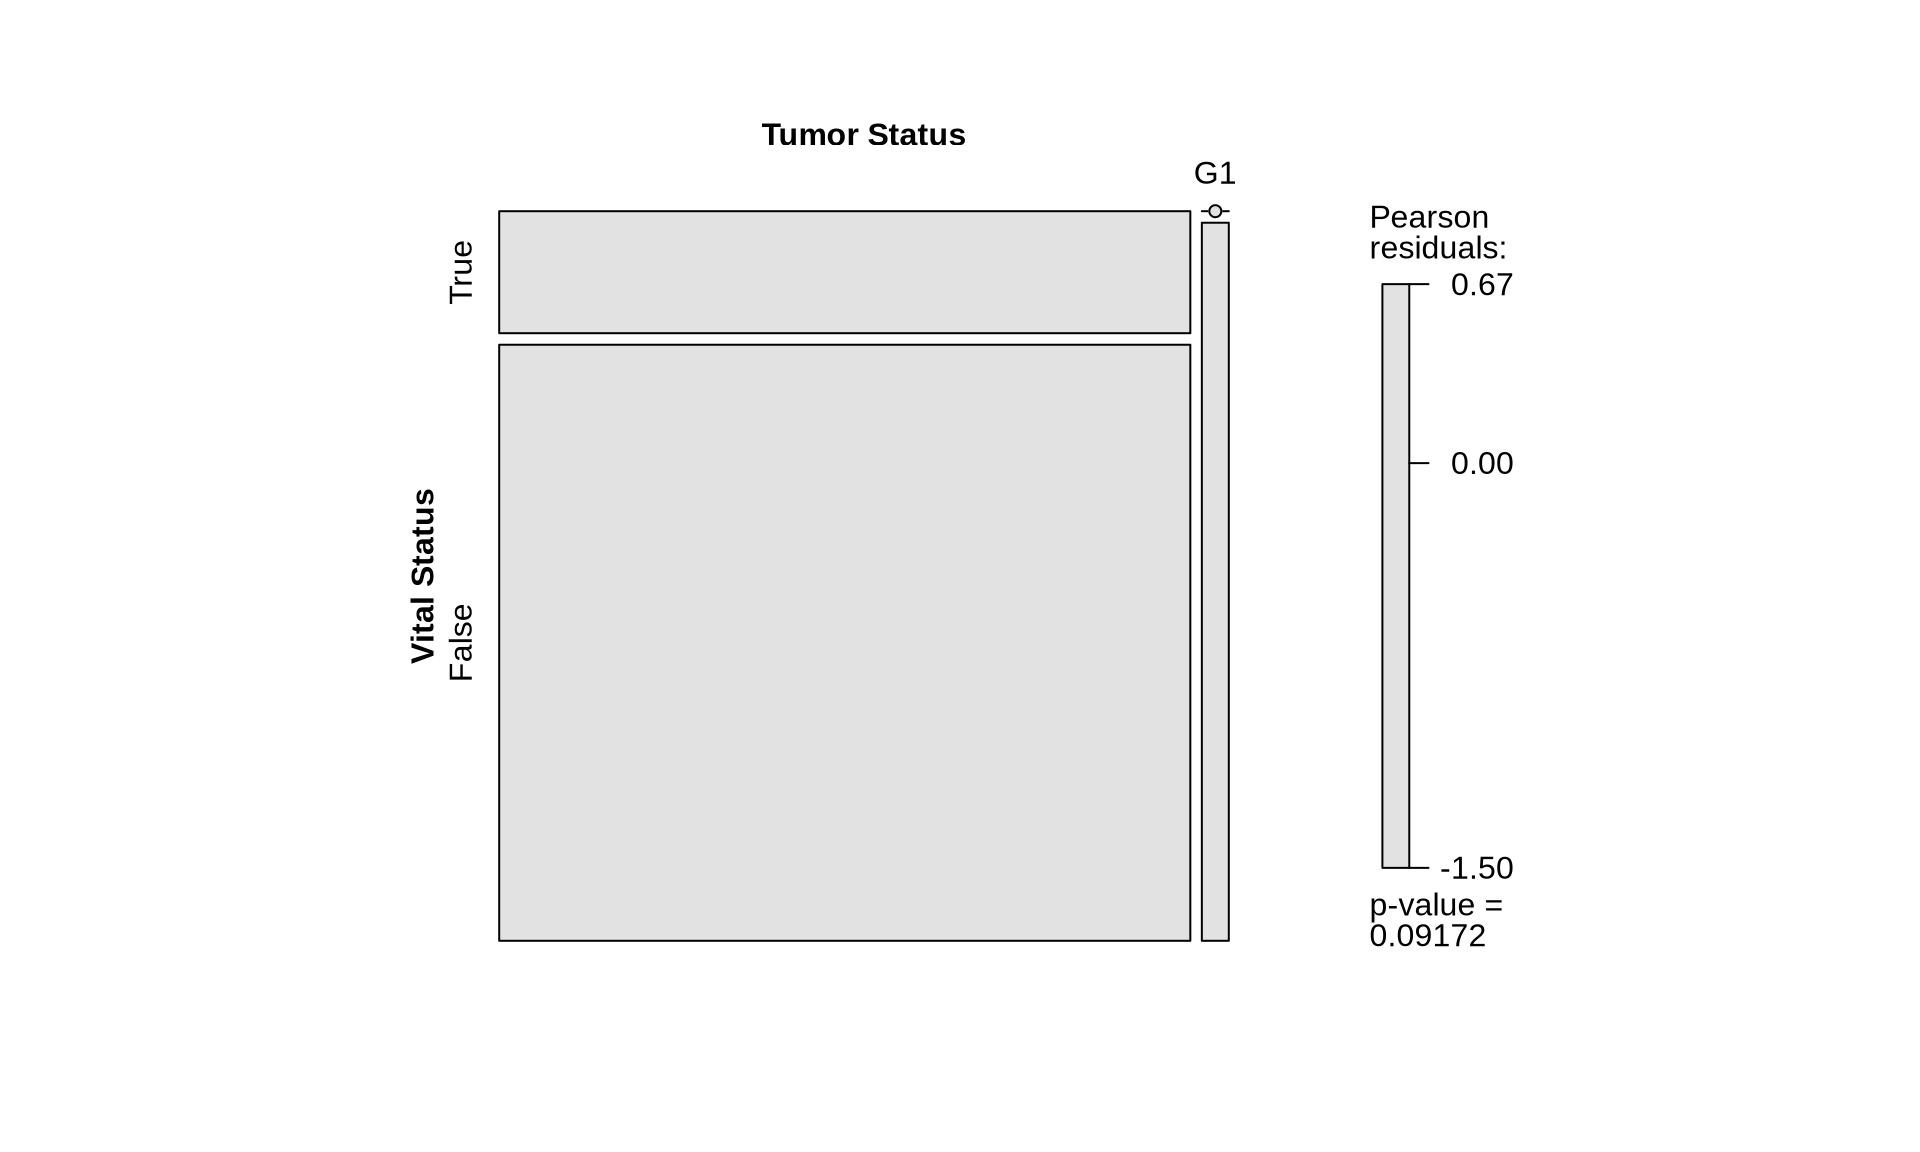 Tumor Status
G1
True
False
Vital Status
Pearson
residuals:
0.67
0.00
-1.50
p-value =
0.09172